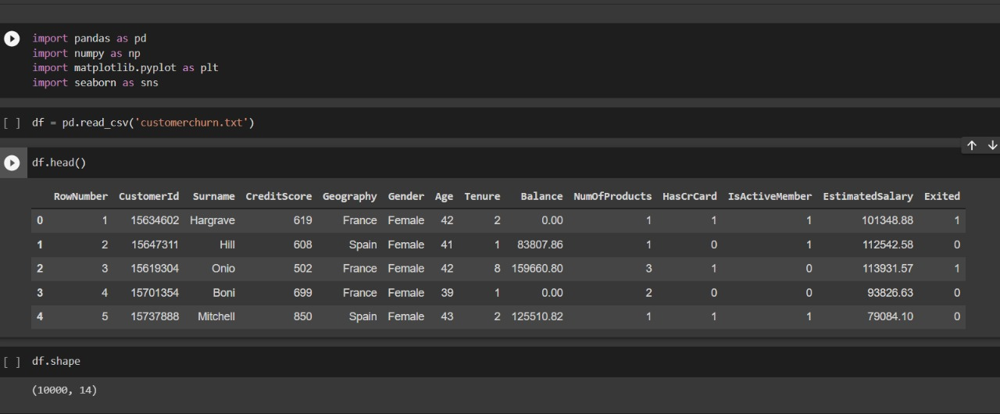 import pandas as pd
import numpy as np
import matplotlib.pyplot as plt
import seaborn as sns
[ ] df = pd.read_csv('customerchurn.txt')
df.head()
RowNumber CustomerId Surname CreditScore Geography Gender Age Tenure Balance NumOfProducts HasCrCard IsActiveMember EstimatedSalary Exited
0 1 15634602 Hargrave 619 France Female 42 2 0.00 1 1 1 101348.88 1
1 2 15647311 Hill 608 Spain Female 41 1 83807.86 1 0 1 112542.58 0
2 3 15619304 Onio 502 France Female 42 8 159660.80 3 1 0 113931.57 1
3 4 15701354 Boni 699 France Female 39 1 0.00 2 0 0 93826.63 0
4 5 15737888 Mitchell 850 Spain Female 43 2 125510.82 1 1 1 79084.10 0
[ ] df.shape
(10000, 14)